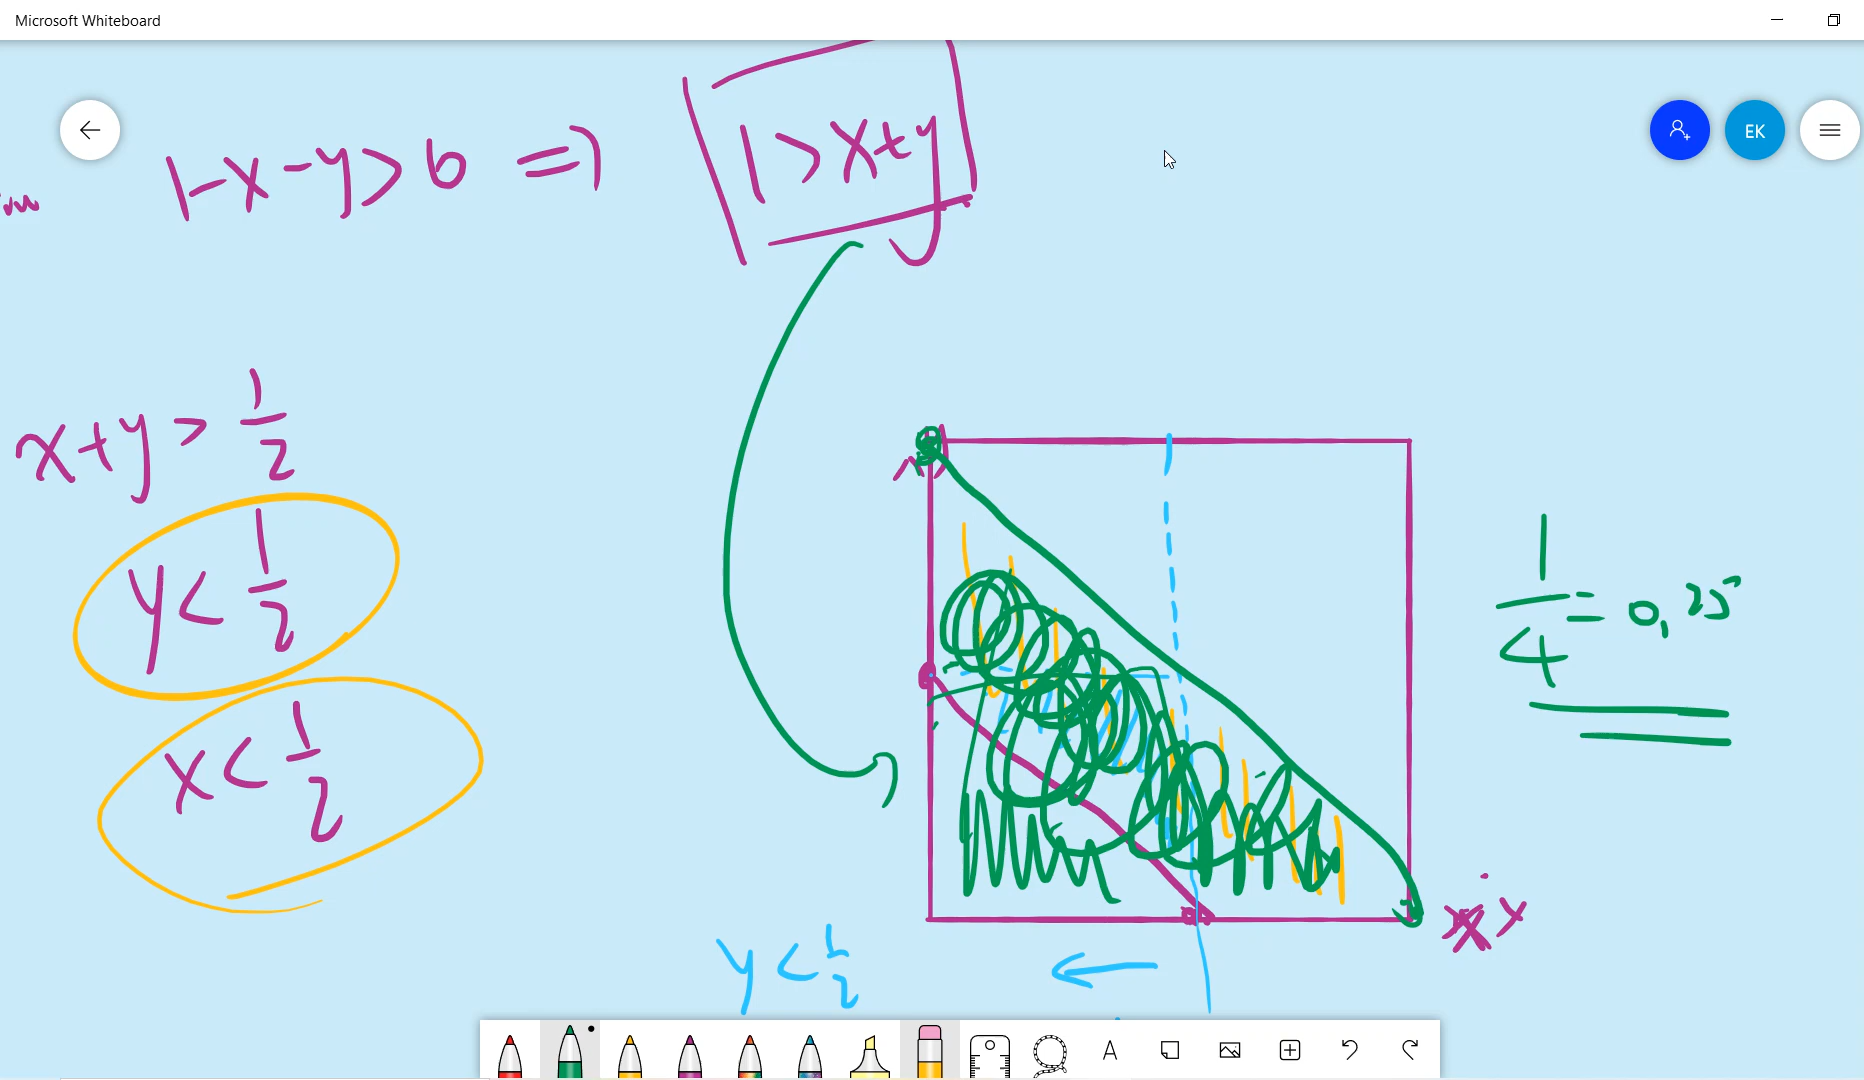 Microsoft Whiteboard
1-x-y>0 =>
1>x+y
EK
x+y > 1/2
y < 1/2
x < 1/2
1/4 = 0,25
y
y < 1/2
A